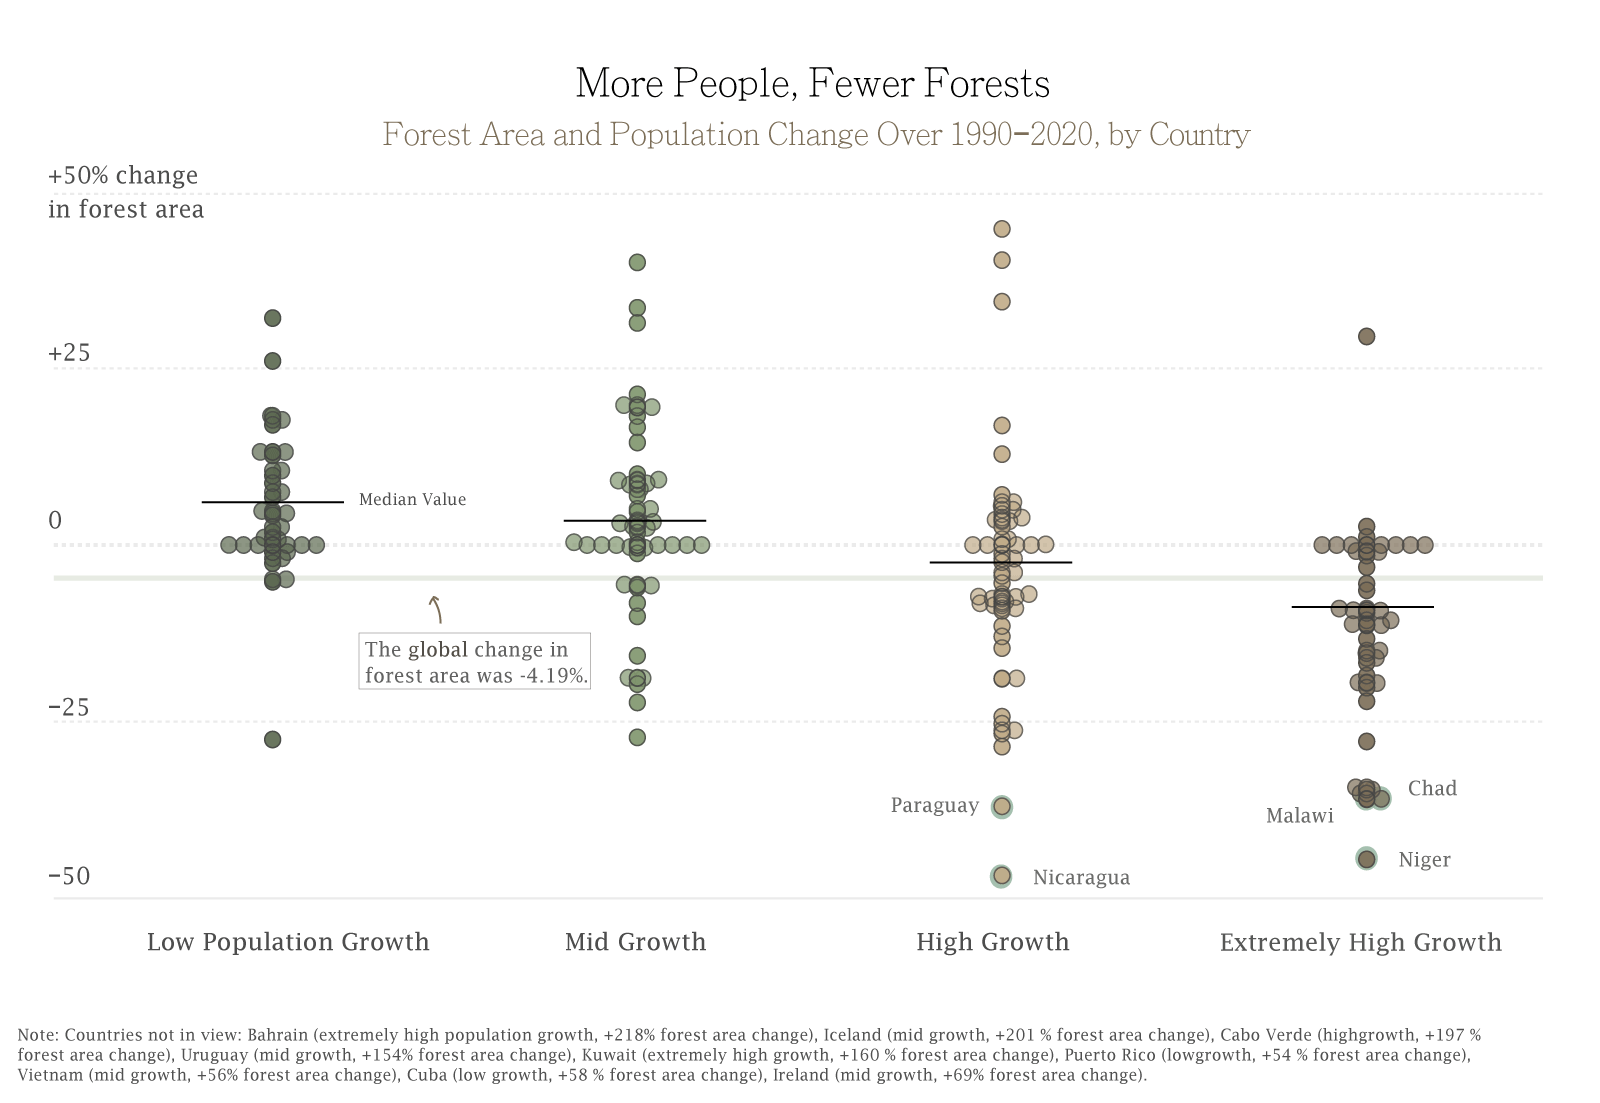 More People, Fewer Forests
Forest Area and Population Change Over 1990–2020, by Country
+50% change
in forest area
+25
0
−25
−50
Median Value
The global change in
forest area was -4.19%.
Paraguay
Nicaragua
Chad
Malawi
Niger
Low Population Growth
Mid Growth
High Growth
Extremely High Growth
Note: Countries not in view: Bahrain (extremely high population growth, +218% forest area change), Iceland (mid growth, +201 % forest area change), Cabo Verde (highgrowth, +197 %
forest area change), Uruguay (mid growth, +154% forest area change), Kuwait (extremely high growth, +160 % forest area change), Puerto Rico (lowgrowth, +54 % forest area change),
Vietnam (mid growth, +56% forest area change), Cuba (low growth, +58 % forest area change), Ireland (mid growth, +69% forest area change).